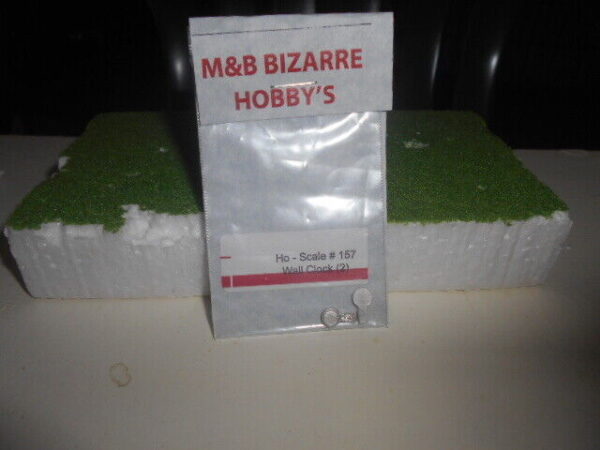 M&B BIZARRE
HOBBY'S
Ho - Scale # 157
Wall Clock (2)